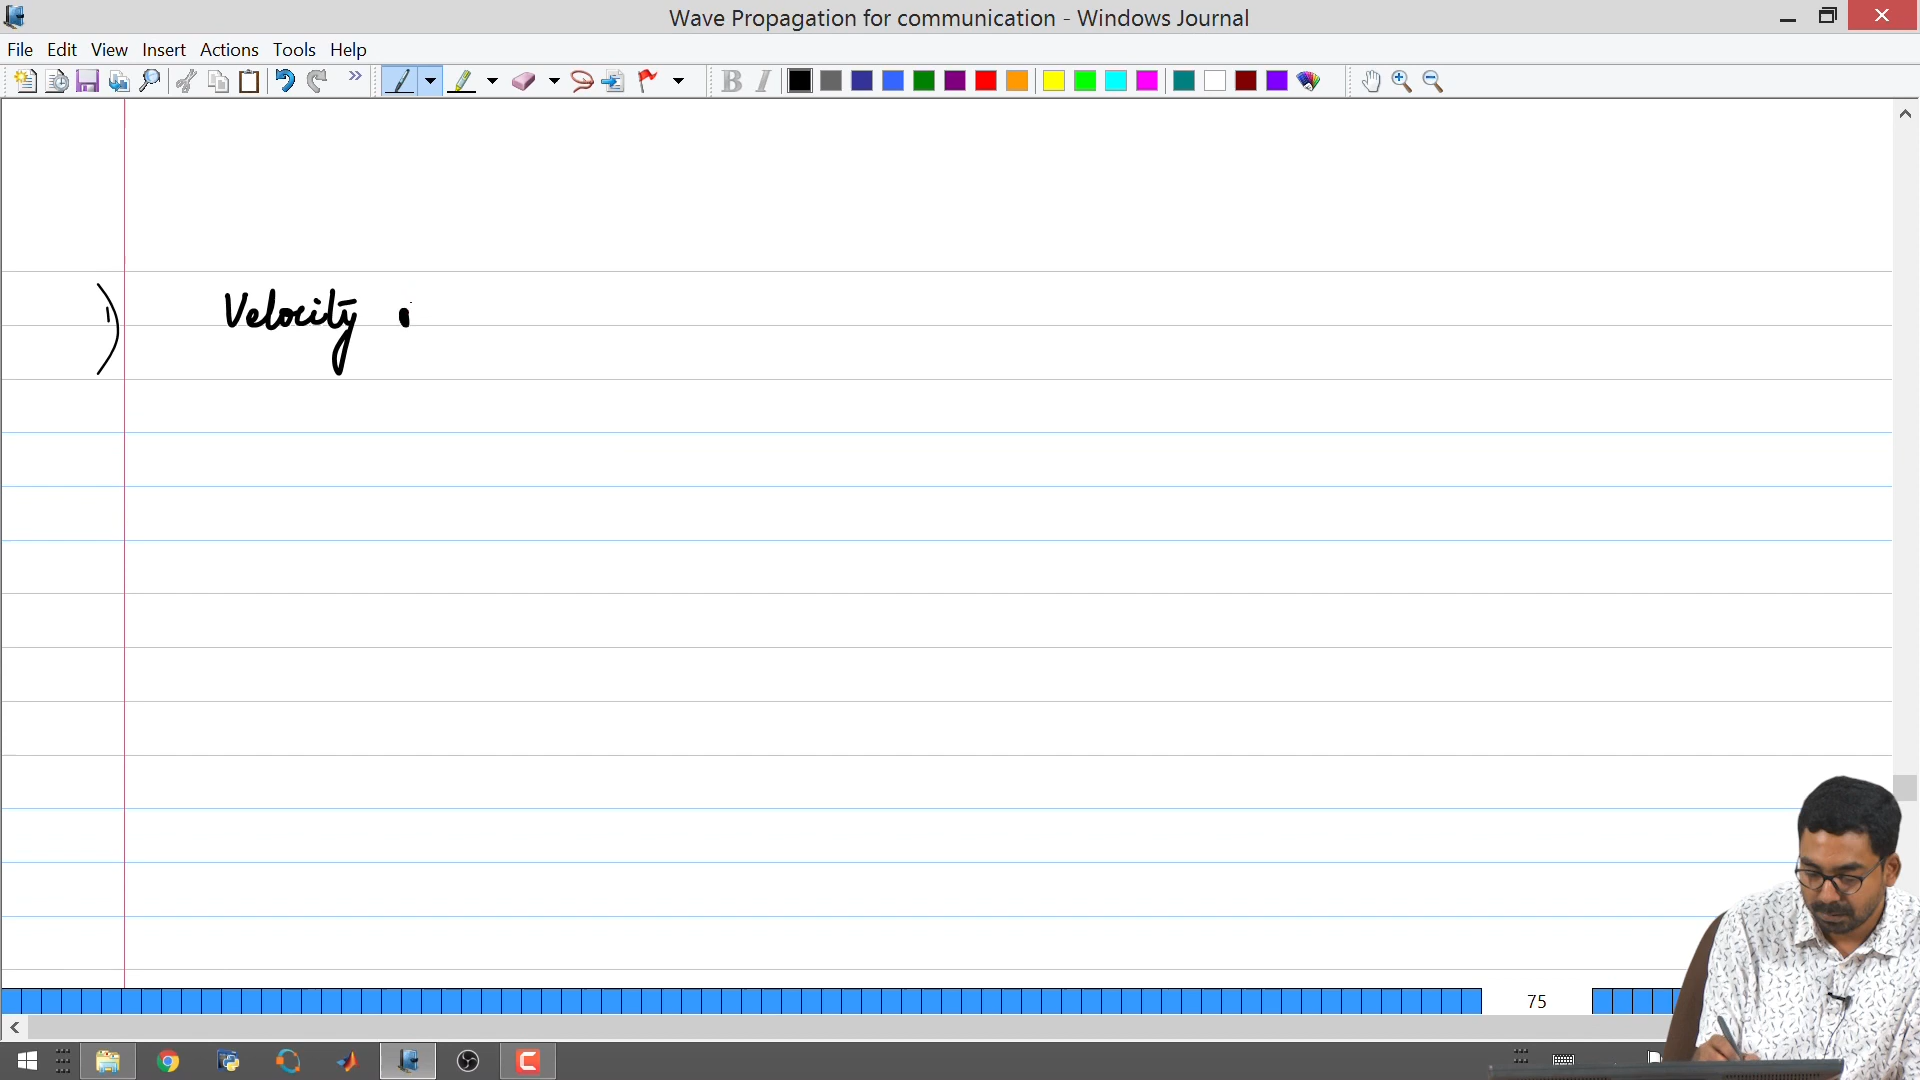 Wave Propagation for communication - Windows Journal
File Edit View Insert Actions Tools Help
B I
1) Velocity
75